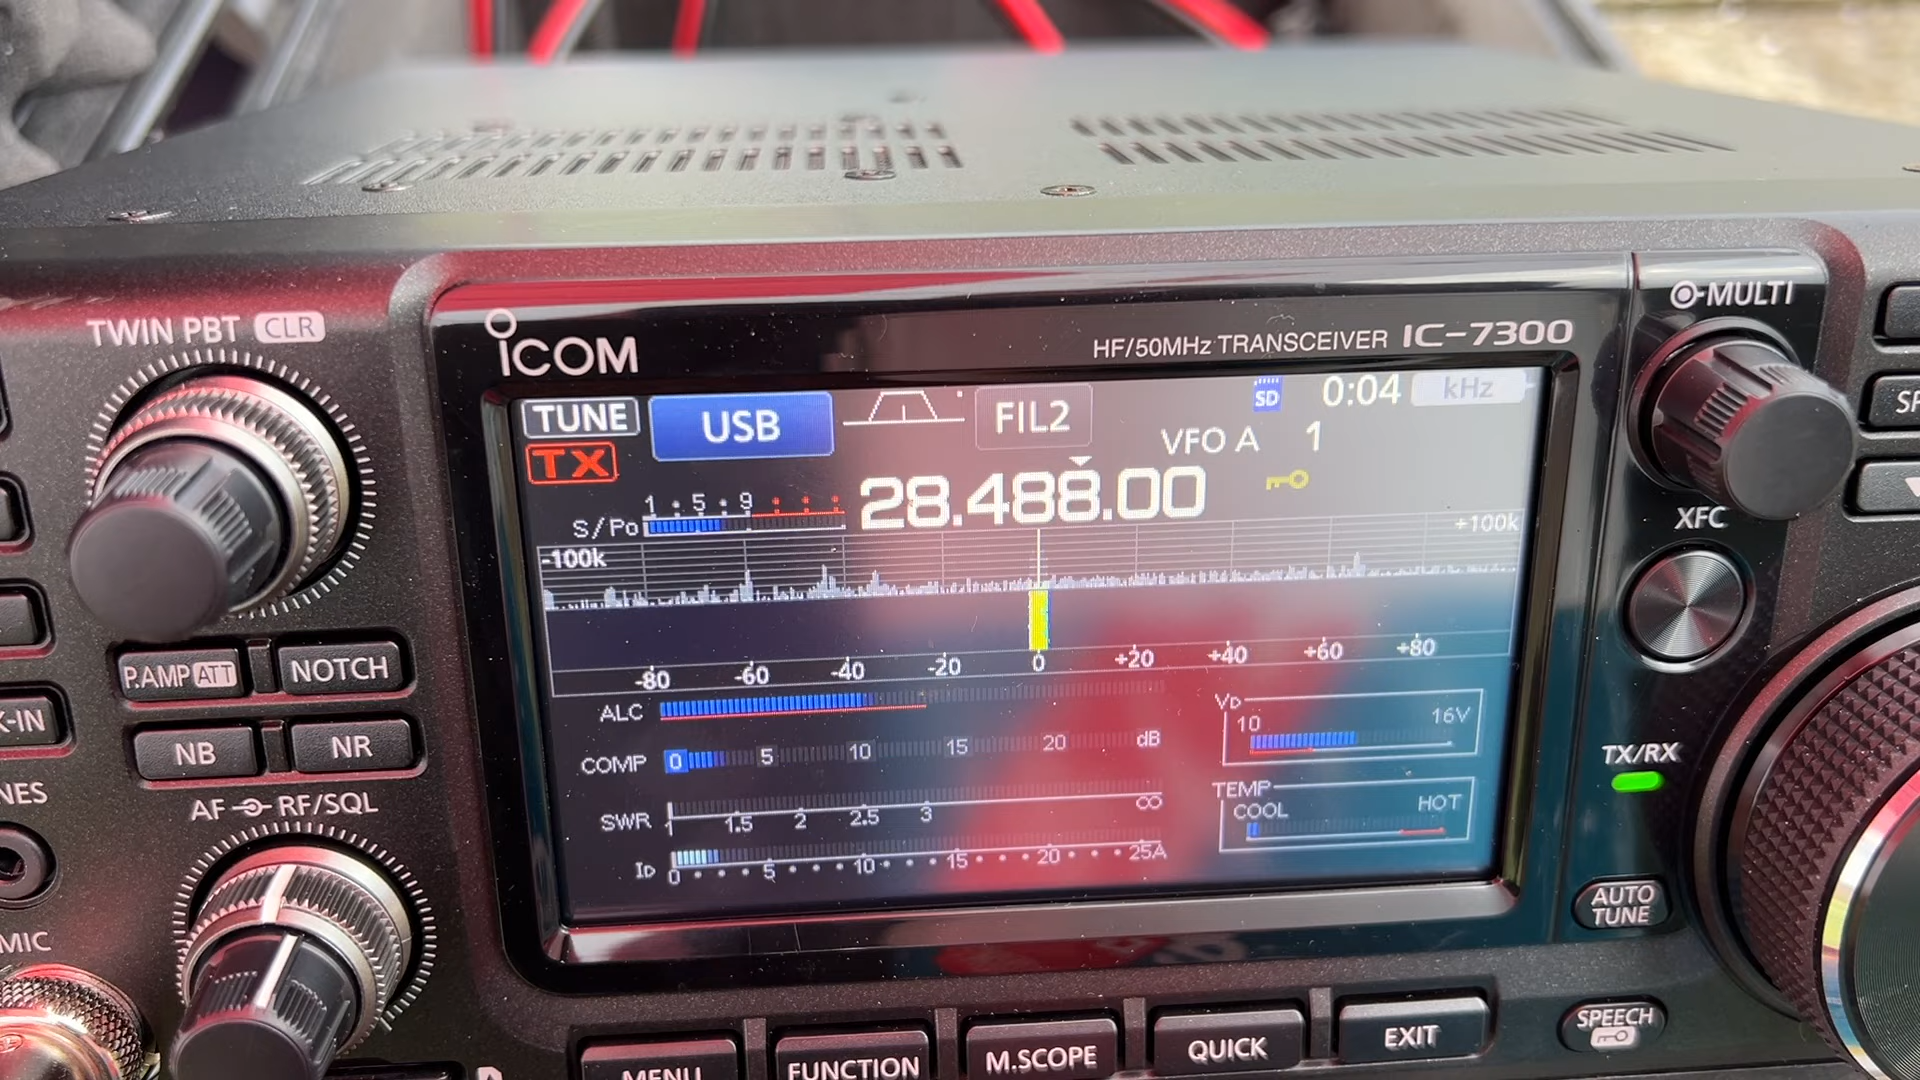 TWIN PBT CLR
ICOM
HF/50MHz TRANSCEIVER IC-7300
MULTI
TUNE
USB
FIL2
SD
0:04
kHz
TX
VFO A 1
28.488.00
1 5 9
S/Po
-100k
+100k
-80 -60 -40 -20 0 +20 +40 +60 +80
ALC
COMP 0 5 10 15 20 dB
SWR 1 1.5 2 2.5 3 ∞
ID 0 5 10 15 20 25A
VD
10 16V
TEMP
COOL HOT
XFC
TX/RX
AUTO
TUNE
SPEECH
P.AMP ATT
NOTCH
NB
NR
AF RF/SQL
MIC
K-IN
NES
SP
MENU
FUNCTION
M.SCOPE
QUICK
EXIT